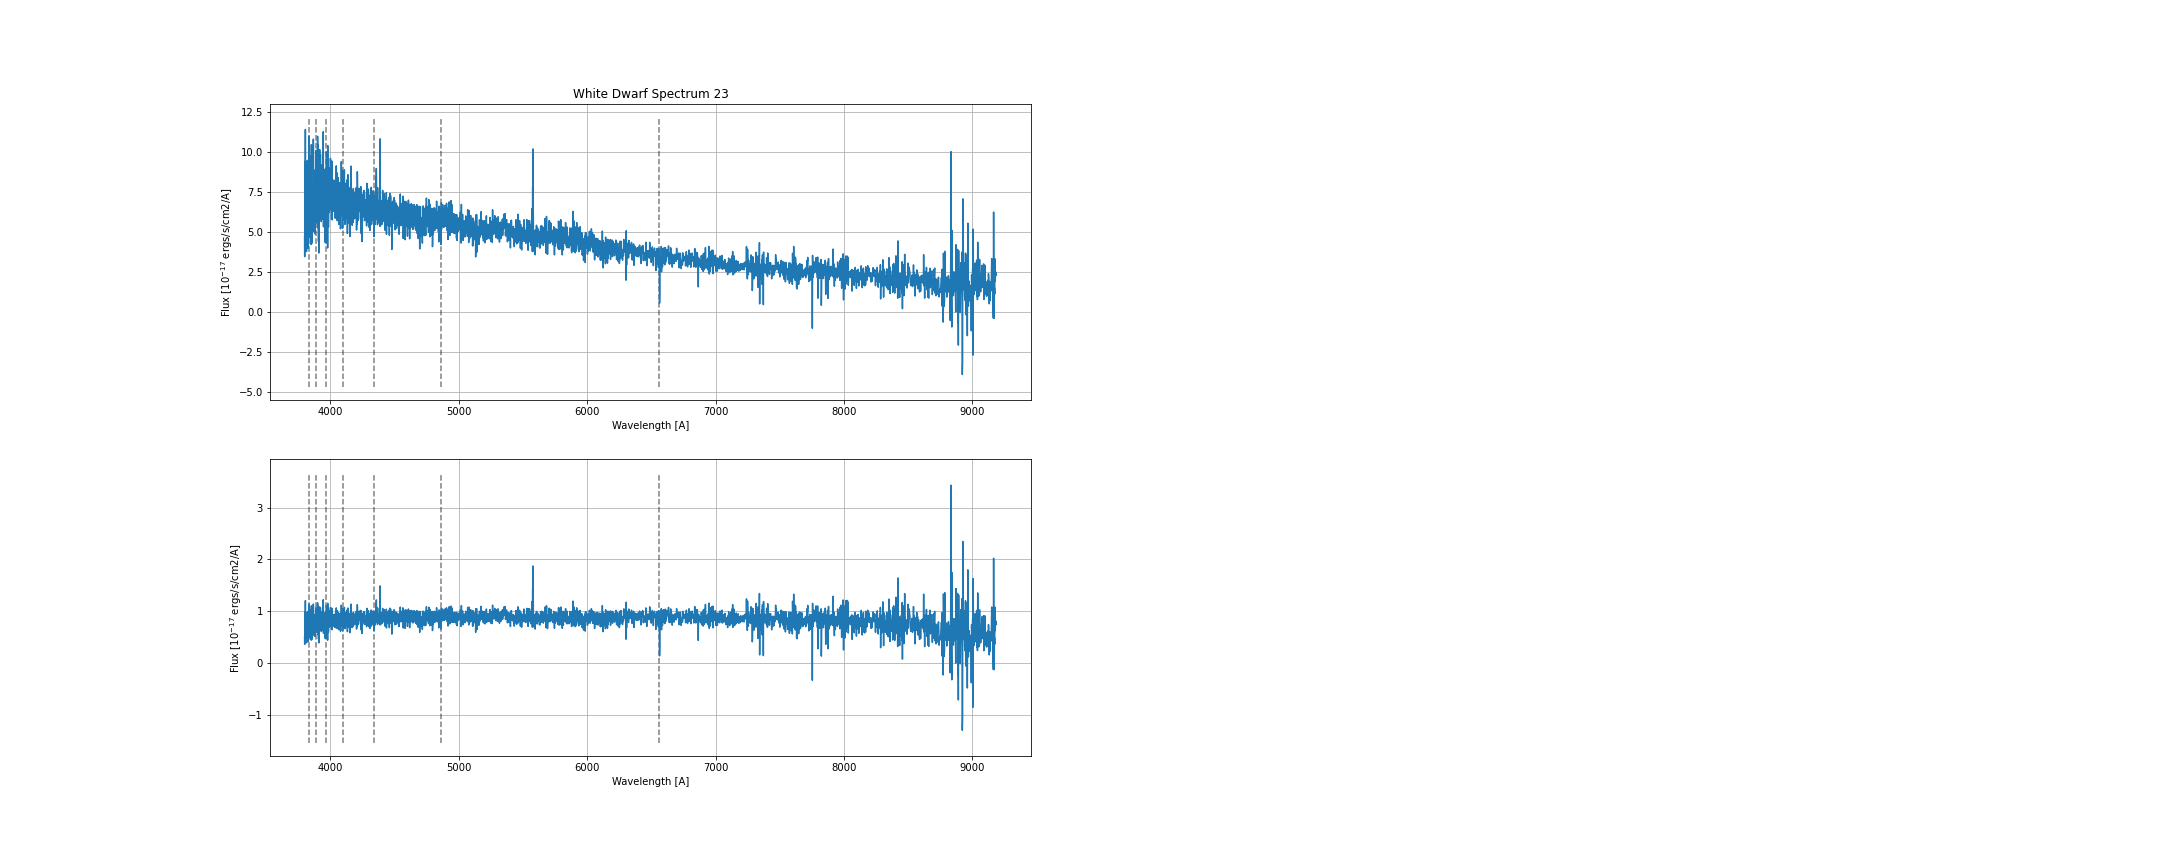 White Dwarf Spectrum 23
12.5
10.0
7.5
5.0
2.5
0.0
−2.5
−5.0
Flux [10⁻¹⁷ ergs/s/cm2/A]
4000 5000 6000 7000 8000 9000
Wavelength [A]
3
2
1
0
−1
Flux [10⁻¹⁷ ergs/s/cm2/A]
4000 5000 6000 7000 8000 9000
Wavelength [A]